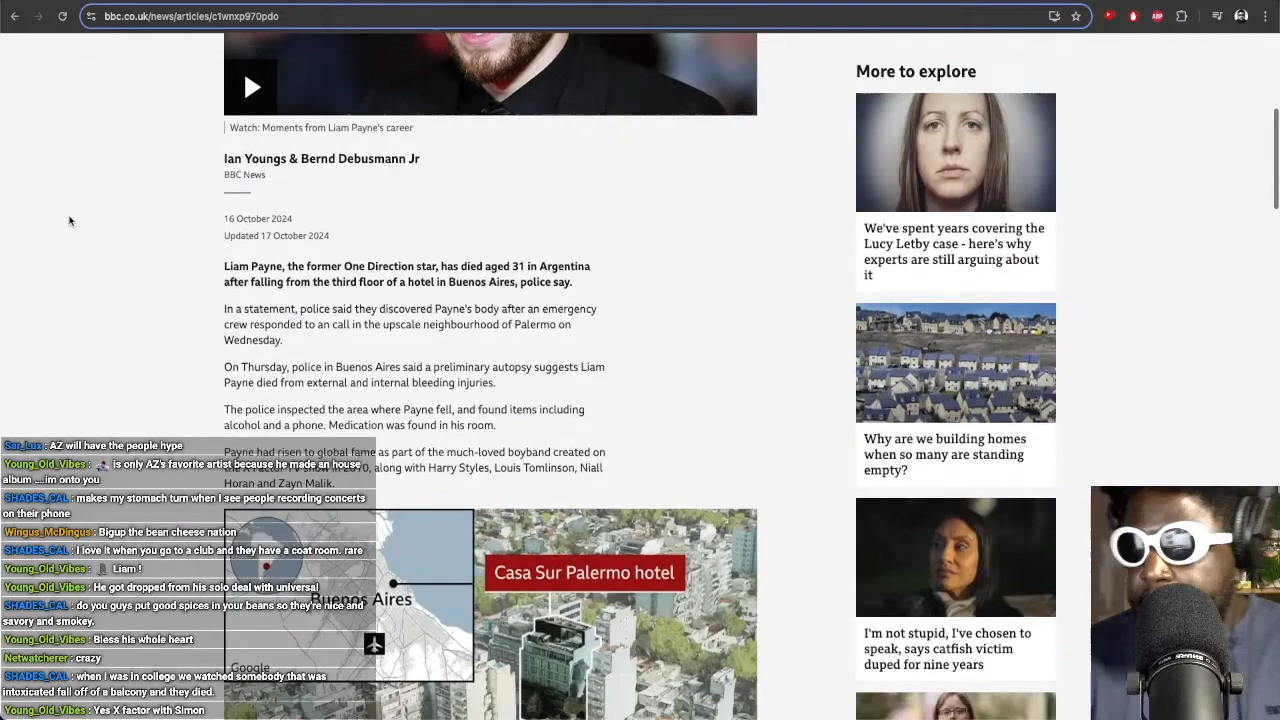 bbc.co.uk/news/articles/c1wnxp970pdo
ABP
Watch: Moments from Liam Payne's career
Ian Youngs & Bernd Debusmann Jr
BBC News
16 October 2024
Updated 17 October 2024
Liam Payne, the former One Direction star, has died aged 31 in Argentina
after falling from the third floor of a hotel in Buenos Aires, police say.
In a statement, police said they discovered Payne's body after an emergency
crew responded to an call in the upscale neighbourhood of Palermo on
Wednesday.
On Thursday, police in Buenos Aires said a preliminary autopsy suggests Liam
Payne died from external and internal bleeding injuries.
The police inspected the area where Payne fell, and found items including
alcohol and a phone. Medication was found in his room.
Payne had risen to global fame as part of the much-loved boyband created on
0, along with Harry Styles, Louis Tomlinson, Niall
Horan and Zayn Malik.
Buenos Aires
Google
Casa Sur Palermo hotel
More to explore
We've spent years covering the
Lucy Letby case - here's why
experts are still arguing about
it
Why are we building homes
when so many are standing
empty?
I'm not stupid, I've chosen to
speak, says catfish victim
duped for nine years
Sar_Lux : AZ will have the people hype
Young_Old_Vibes : is only AZ's favorite artist because he made an house
album ....im onto you
SHADES_CAL : makes my stomach turn when I see people recording concerts
on their phone
Wingus_McDingus : Bigup the bean cheese nation
SHADES_CAL : I love it when you go to a club and they have a coat room. rare
Young_Old_Vibes : Liam !
Young_Old_Vibes : He got dropped from his solo deal with universal
SHADES_CAL : do you guys put good spices in your beans so they're nice and
savory and smokey.
Young_Old_Vibes : Bless his whole heart
Netwatcherer : crazy
SHADES_CAL : when I was in college we watched somebody that was
intoxicated fall off of a balcony and they died.
Young_Old_Vibes : Yes X factor with Simon